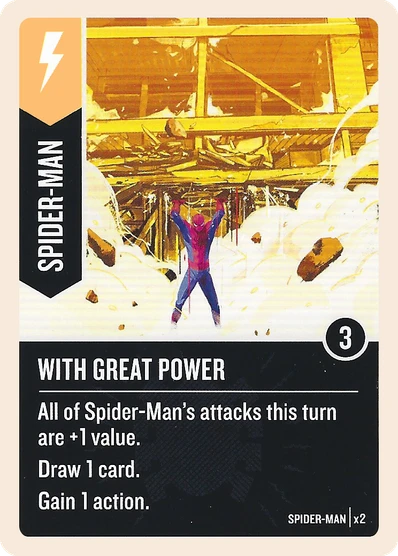 SPIDER-MAN
3
WITH GREAT POWER
All of Spider-Man's attacks this turn
are +1 value.
Draw 1 card.
Gain 1 action.
SPIDER-MAN | x2